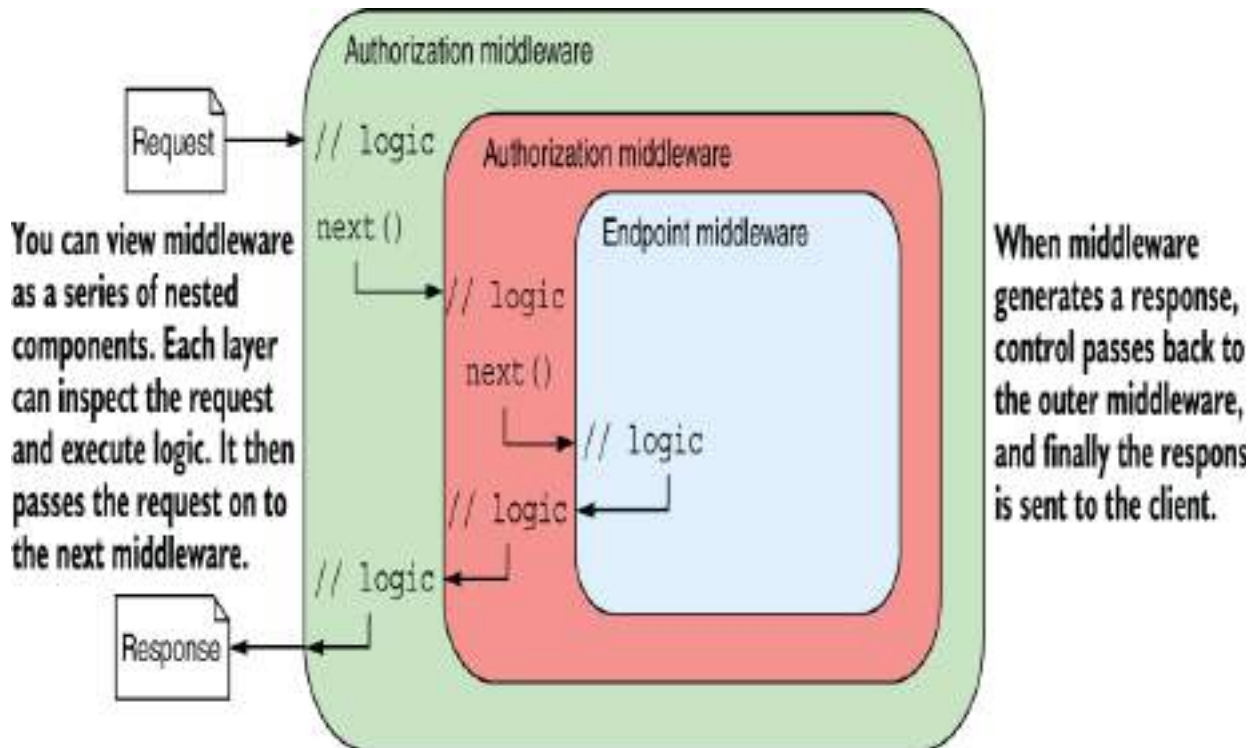 Authorization middleware
Request
// logic
Authorization middleware
next()
Endpoint middleware
// logic
next()
// logic
// logic
// logic
Response
You can view middleware
as a series of nested
components. Each layer
can inspect the request
and execute logic. It then
passes the request on to
the next middleware.
When middleware
generates a response,
control passes back to
the outer middleware,
and finally the respons
is sent to the client.